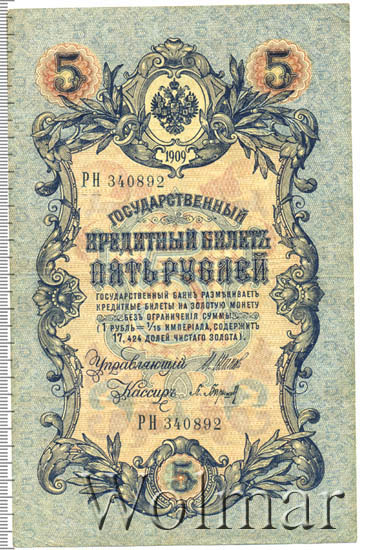 5 5
1909
РН 340892
ГОСУДАРСТВЕННЫЙ
КРЕДИТНЫЙ БИЛЕТЪ
ПЯТЬ РУБЛЕЙ
ГОСУДАРСТВЕННЫЙ БАНКЪ РАЗМѢНИВАЕТЪ
КРЕДИТНЫЕ БИЛЕТЫ НА ЗОЛОТУЮ МОНЕТУ
БЕЗЪ ОГРАНИЧЕНІЯ СУММЫ
(1 РУБЛЬ = 1/15 ИМПЕРІАЛА, СОДЕРЖИТЪ
17,424 ДОЛЕЙ ЧИСТАГО ЗОЛОТА).
Управляющій
Кассиръ
РН 340892
5
Wolmar